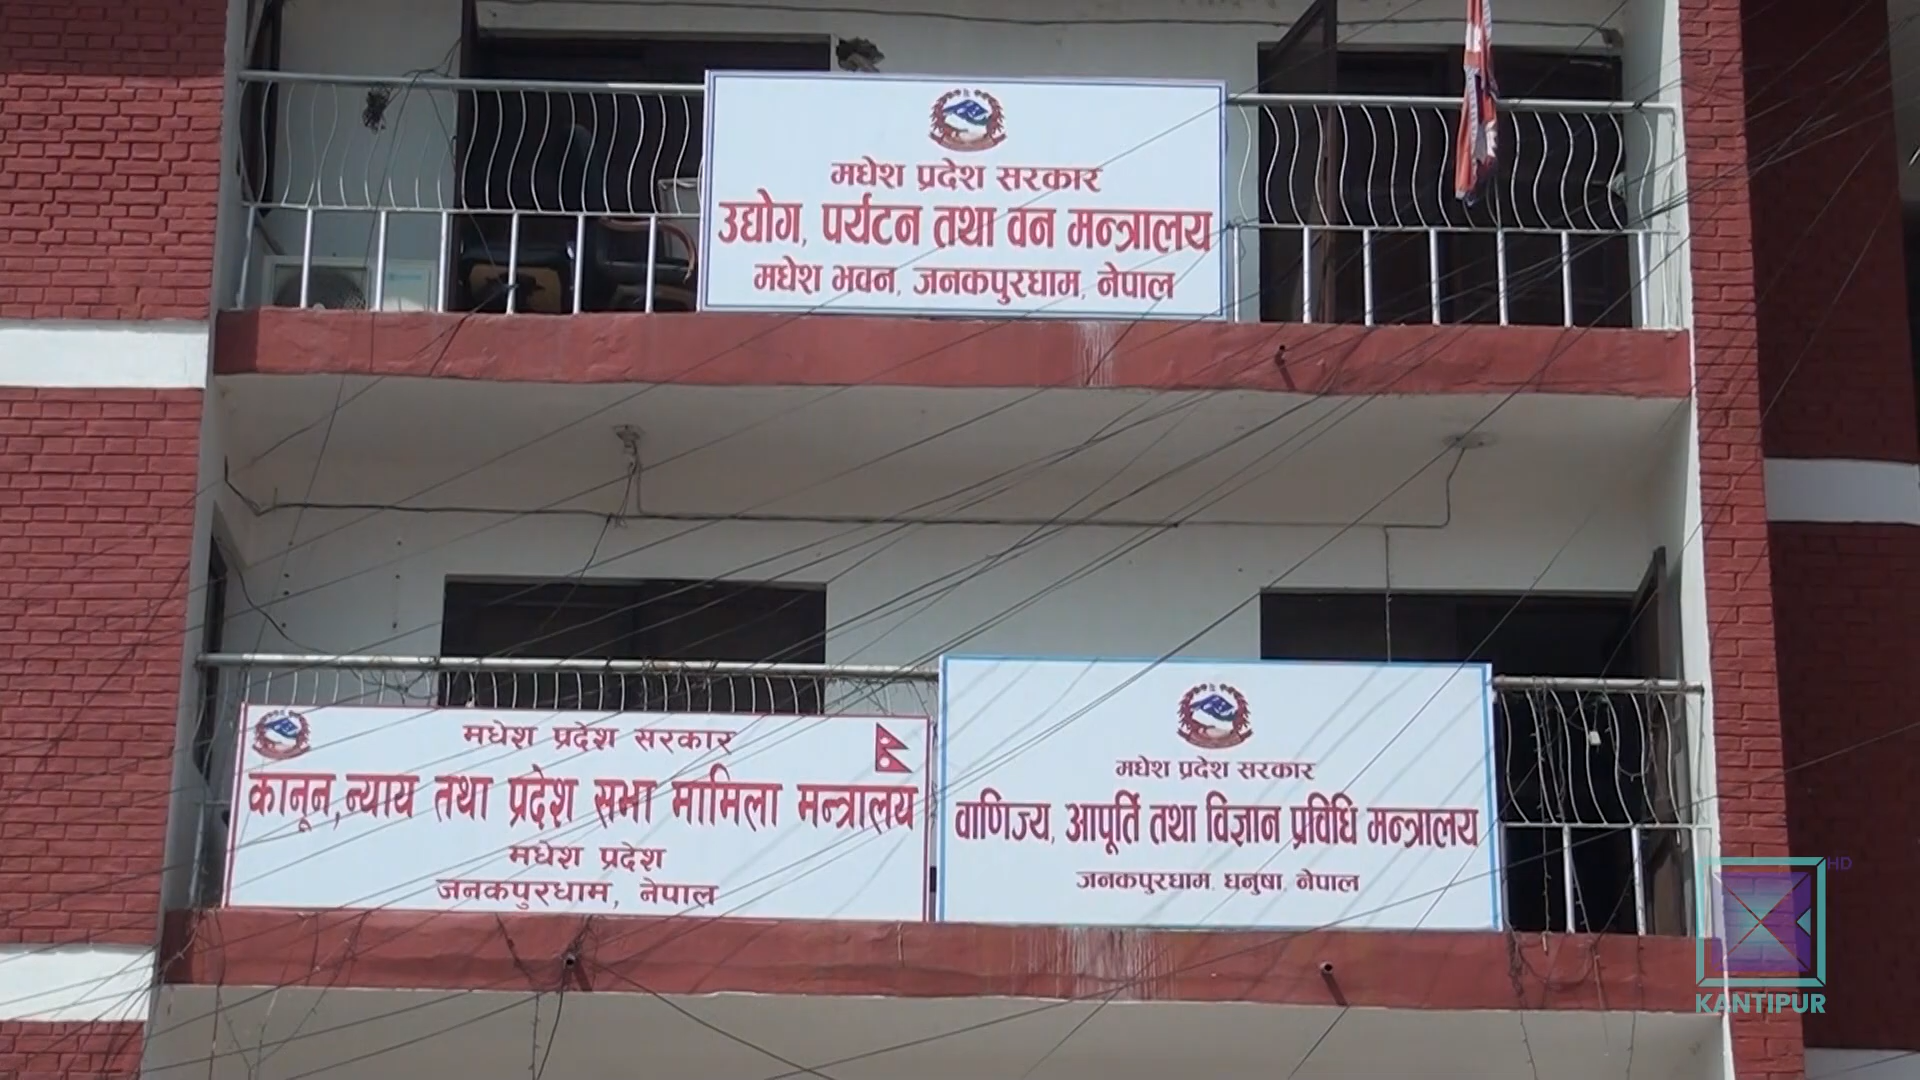 मधेश प्रदेश सरकार
उद्योग, पर्यटन तथा वन मन्त्रालय
मधेश भवन, जनकपुरधाम, नेपाल
मधेश प्रदेश सरकार
कानून, न्याय तथा प्रदेश सभा मामिला मन्त्रालय
मधेश प्रदेश
जनकपुरधाम, नेपाल
मधेश प्रदेश सरकार
वाणिज्य, आपूर्ति तथा विज्ञान प्रविधि मन्त्रालय
जनकपुरधाम, धनुषा, नेपाल
HD
KANTIPUR